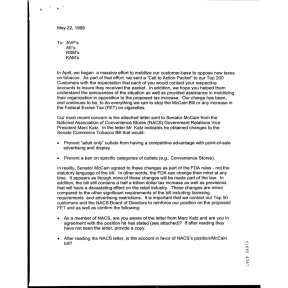 May 22, 1998
To: AVP's
AE's
RSM's
KAM's
In April, we began a massive effort to mobilize our customer-base to oppose new taxes
on tobacco. As part of that effort, we sent a "Call to Action Packet" to our Top 200
Customers with the expectation that each of you would contact your respective
accounts to insure they received the packet. In addition, we hope you helped them
understand the seriousness of the situation as well as provided assistance in mobilizing
their organization in opposition to the proposed tax increase. Our charge has been,
and continues to be, to do everything we can to stop the McCain Bill or any increase in
the Federal Excise Tax (FET) on cigarettes.
Our most recent concern is the attached letter sent to Senator McCain from the
National Association of Convenience Stores (NACS) Government Relations Vice
President Marc Katz. In the letter Mr. Katz indicates he obtained changes to the
Senate Commerce Tobacco Bill that would:
• Prevent "adult only" outlets from having a competitive advantage with point-of-sale
advertising and display.
• Prevent a ban on specific categories of outlets (e.g., Convenience Stores).
In reality, Senator McCain agreed to these changes as part of the FDA rules - not the
statutory language of the bill. In other words, the FDA can change their mind at any
time. It appears as though none of these changes will be made part of the law. In
addition, the bill still contains a half a trillion dollar tax increase as well as provisions
that will have a devastating effect on the retail industry. These changes are minor
compared to the other significant requirements of the bill including licensing
requirements and advertising restrictions. It is important that we contact our Top 50
customers and the NACS Board of Directors to reinforce our position on the proposed
FET and as well as confirm the following:
• As a member of NACS, are you aware of the letter from Marc Katz and are you in
agreement with the position he has stated (see attached)? If after reading they
have not seen the letter, provide a copy.
• After reading the NACS letter, is the account in favor of NACS's position/McCain
bill?